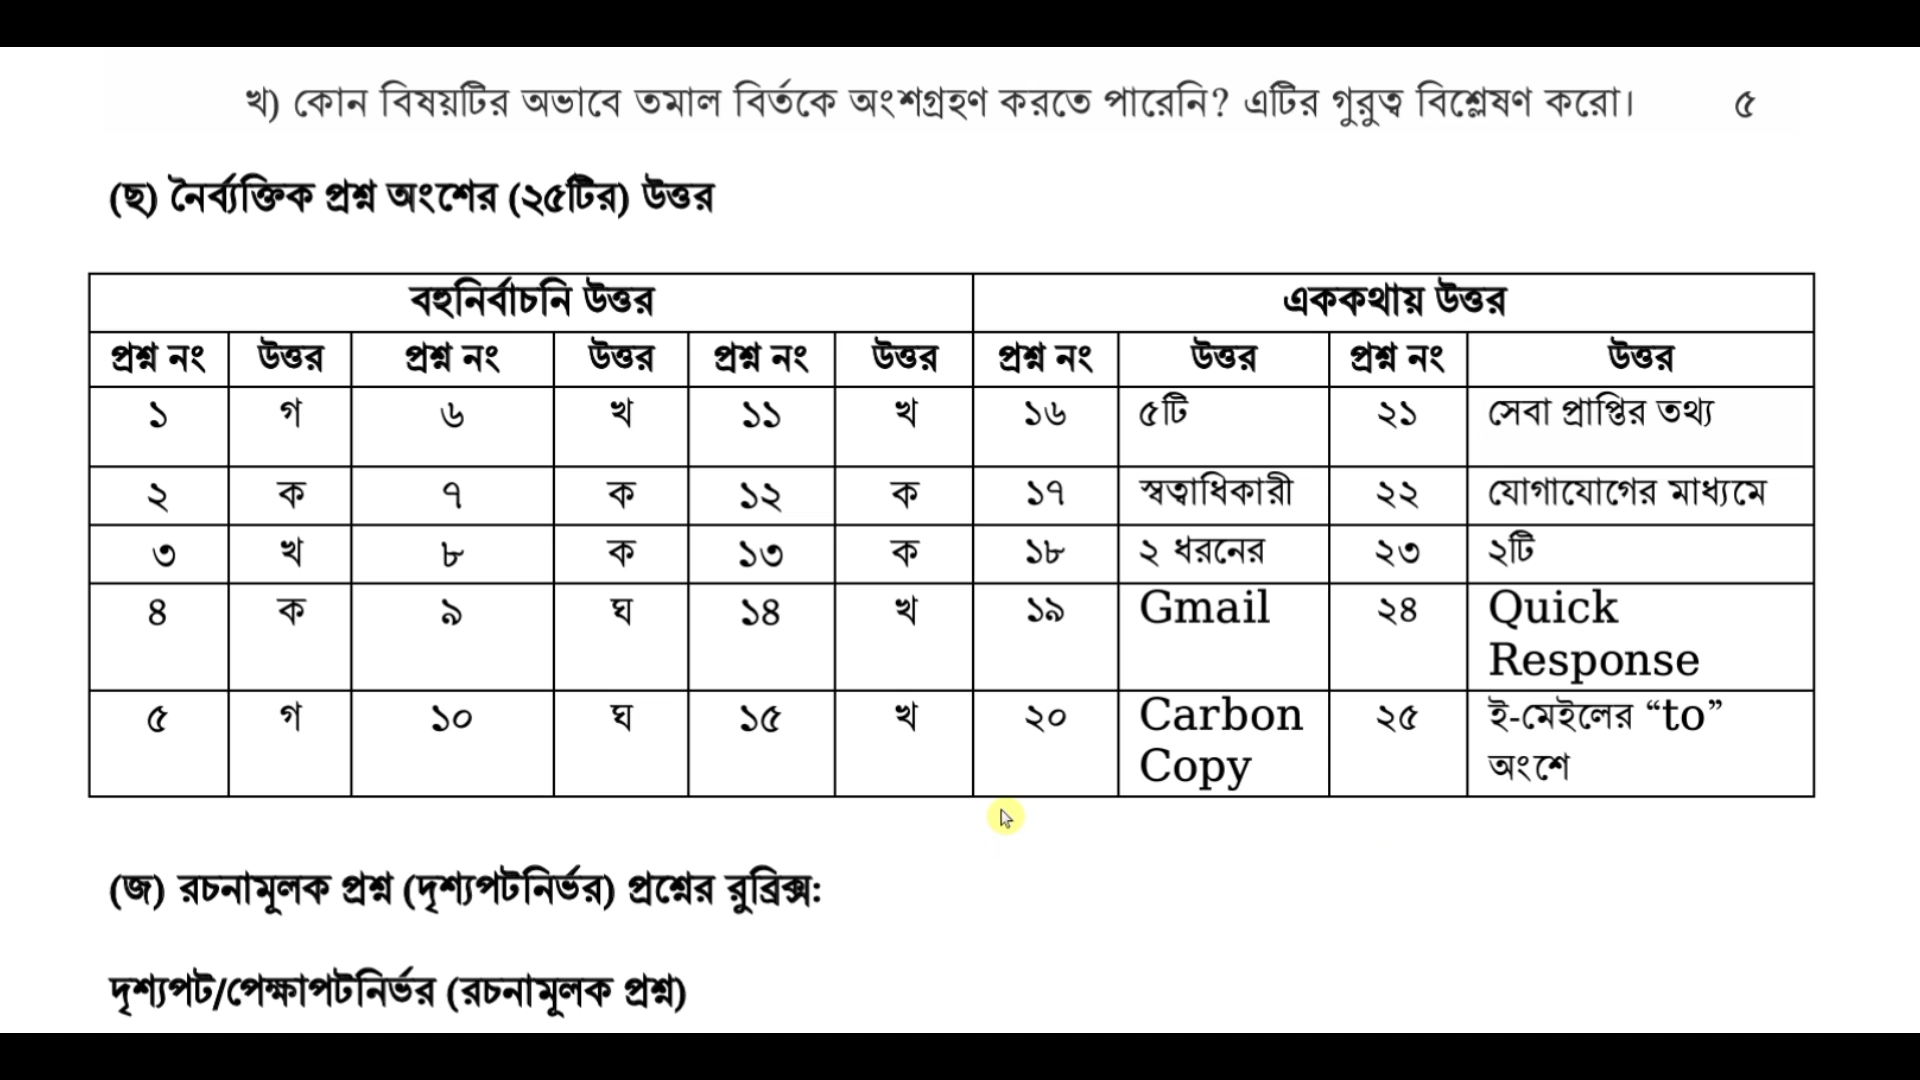 খ) কোন বিষয়টির অভাবে তমাল বির্তকে অংশগ্রহণ করতে পারেনি? এটির গুরুত্ব বিশ্লেষণ করো। ৫
(ছ) নৈর্ব্যক্তিক প্রশ্ন অংশের (২৫টির) উত্তর
বহুনির্বাচনি উত্তর এককথায় উত্তর
প্রশ্ন নং উত্তর প্রশ্ন নং উত্তর প্রশ্ন নং উত্তর প্রশ্ন নং উত্তর প্রশ্ন নং উত্তর
১ গ ৬ খ ১১ খ ১৬ ৫টি ২১ সেবা প্রাপ্তির তথ্য
২ ক ৭ ক ১২ ক ১৭ স্বত্বাধিকারী ২২ যোগাযোগের মাধ্যমে
৩ খ ৮ ক ১৩ ক ১৮ ২ ধরনের ২৩ ২টি
৪ ক ৯ ঘ ১৪ খ ১৯ Gmail ২৪ Quick
Response
৫ গ ১০ ঘ ১৫ খ ২০ Carbon ২৫ ই-মেইলের “to”
Copy অংশে
(জ) রচনামূলক প্রশ্ন (দৃশ্যপটনির্ভর) প্রশ্নের রুব্রিক্স:
দৃশ্যপট/পেক্ষাপটনির্ভর (রচনামূলক প্রশ্ন)